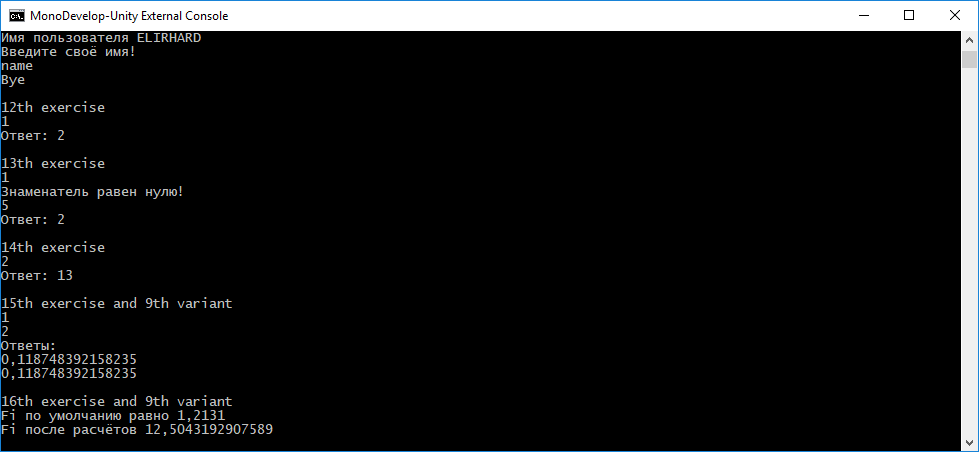 MonoDevelop-Unity External Console
Имя пользователя ELIRHARD
Введите своё имя!
name
Bye
12th exercise
1
Ответ: 2
13th exercise
1
Знаменатель равен нулю!
5
Ответ: 2
14th exercise
2
Ответ: 13
15th exercise and 9th variant
1
2
Ответы:
0,118748392158235
0,118748392158235
16th exercise and 9th variant
Fi по умолчанию равно 1,2131
Fi после расчётов 12,5043192907589